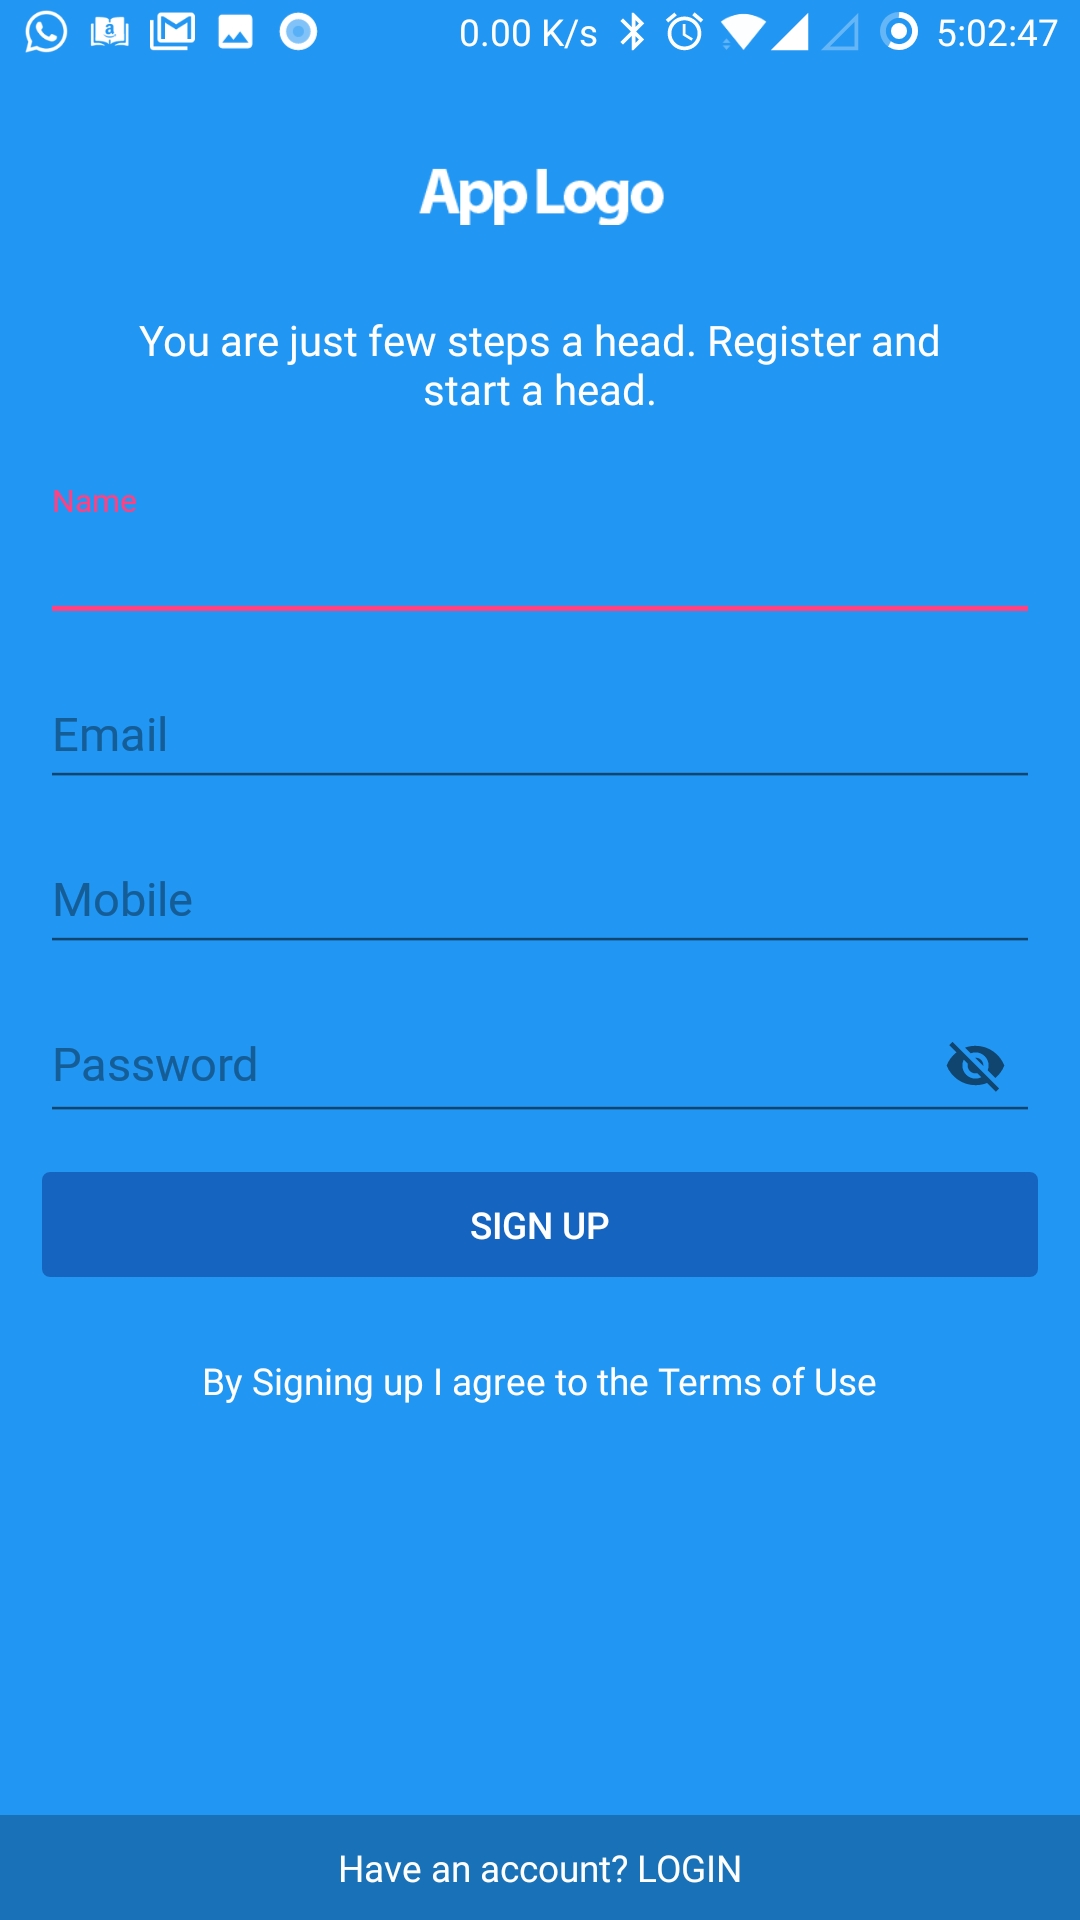 0.00 K/s 5:02:47
App Logo
You are just few steps a head. Register and
start a head.
Name
Email
Mobile
Password
SIGN UP
By Signing up I agree to the Terms of Use
Have an account? LOGIN